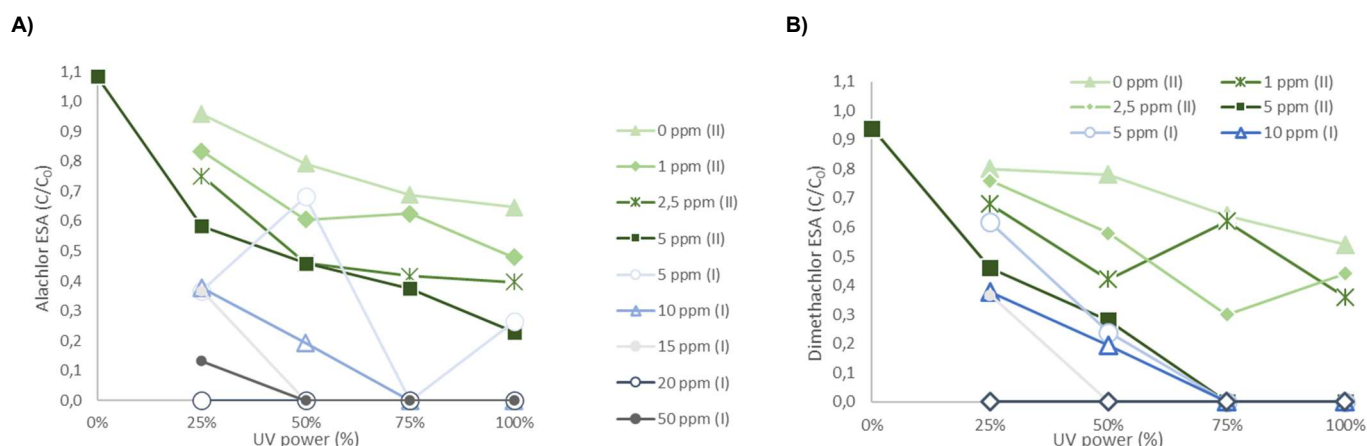 A)
Alachlor ESA (C/C0)
1,1
1,0
0,9
0,8
0,7
0,6
0,5
0,4
0,3
0,2
0,1
0,0
0%
25%
50%
75%
100%
UV power (%)
0 ppm (II)
1 ppm (II)
2,5 ppm (II)
5 ppm (II)
5 ppm (I)
10 ppm (I)
15 ppm (I)
20 ppm (I)
50 ppm (I)
B)
Dimethachlor ESA (C/C0)
1,1
1,0
0,9
0,8
0,7
0,6
0,5
0,4
0,3
0,2
0,1
0,0
0%
25%
50%
75%
100%
UV power (%)
0 ppm (II)
1 ppm (II)
2,5 ppm (II)
5 ppm (II)
5 ppm (I)
10 ppm (I)